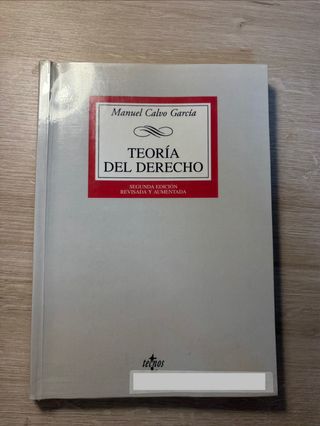 Manuel Calvo García
TEORÍA
DEL DERECHO
SEGUNDA EDICIÓN
REVISADA Y AUMENTADA
tecnos